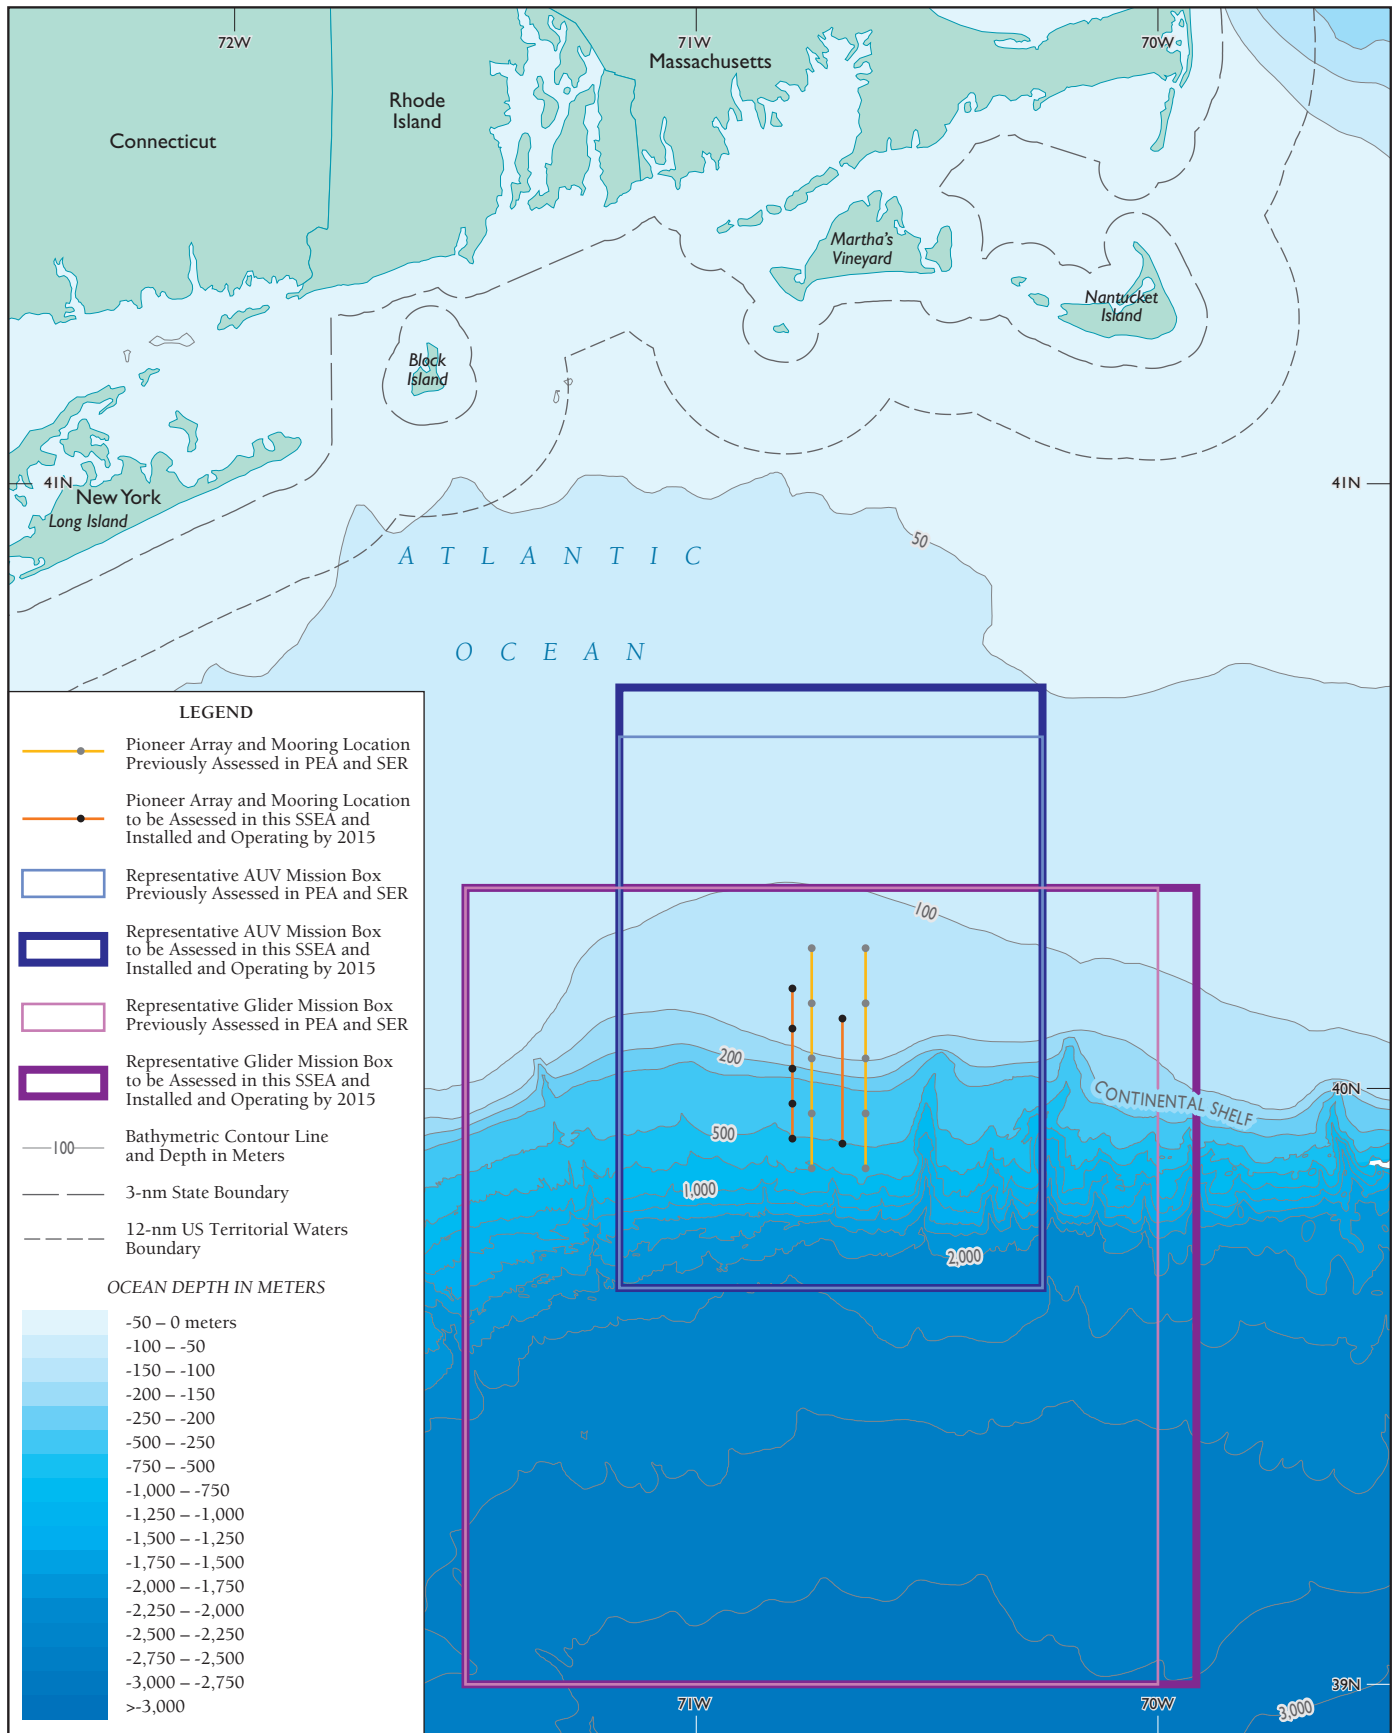 72W
71W
70W
Massachusetts
Rhode
Island
Connecticut
Martha's
Vineyard
Nantucket
Island
Block
Island
41N
41N
New York
Long Island
50
ATLANTIC
OCEAN
LEGEND
Pioneer Array and Mooring Location
Previously Assessed in PEA and SER
Pioneer Array and Mooring Location
to be Assessed in this SSEA and
Installed and Operating by 2015
Representative AUV Mission Box
Previously Assessed in PEA and SER
Representative AUV Mission Box
to be Assessed in this SSEA and
Installed and Operating by 2015
Representative Glider Mission Box
Previously Assessed in PEA and SER
Representative Glider Mission Box
to be Assessed in this SSEA and
Installed and Operating by 2015
100
Bathymetric Contour Line
and Depth in Meters
3-nm State Boundary
12-nm US Territorial Waters
Boundary
OCEAN DEPTH IN METERS
-50 – 0 meters
-100 – -50
-150 – -100
-200 – -150
-250 – -200
-500 – -250
-750 – -500
-1,000 – -750
-1,250 – -1,000
-1,500 – -1,250
-1,750 – -1,500
-2,000 – -1,750
-2,250 – -2,000
-2,500 – -2,250
-2,750 – -2,500
-3,000 – -2,750
>-3,000
100
200
CONTINENTAL SHELF
40N
500
1,000
2,000
39N
71W
70W
3,000